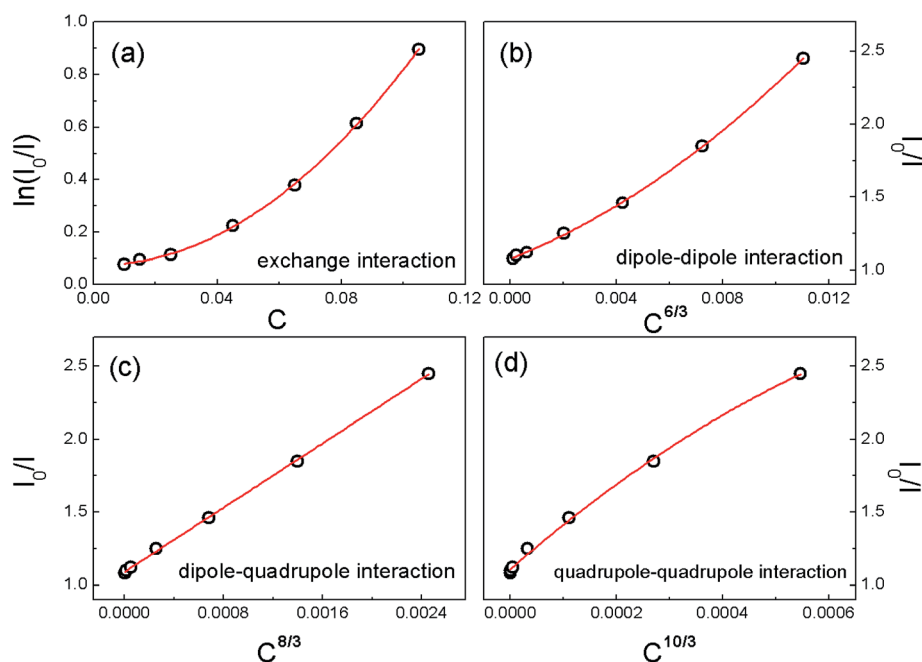 (a)
1.0
0.8
0.6
0.4
0.2
0.0
ln(I0/I)
exchange interaction
0.00
0.04
0.08
0.12
C
(b)
2.5
2.0
1.5
1.0
I0/I
dipole-dipole interaction
0.000
0.004
0.008
0.012
C6/3
(c)
2.5
2.0
1.5
1.0
I0/I
dipole-quadrupole interaction
0.0000
0.0008
0.0016
0.0024
C8/3
(d)
2.5
2.0
1.5
1.0
I0/I
quadrupole-quadrupole interaction
0.0000
0.0002
0.0004
0.0006
C10/3